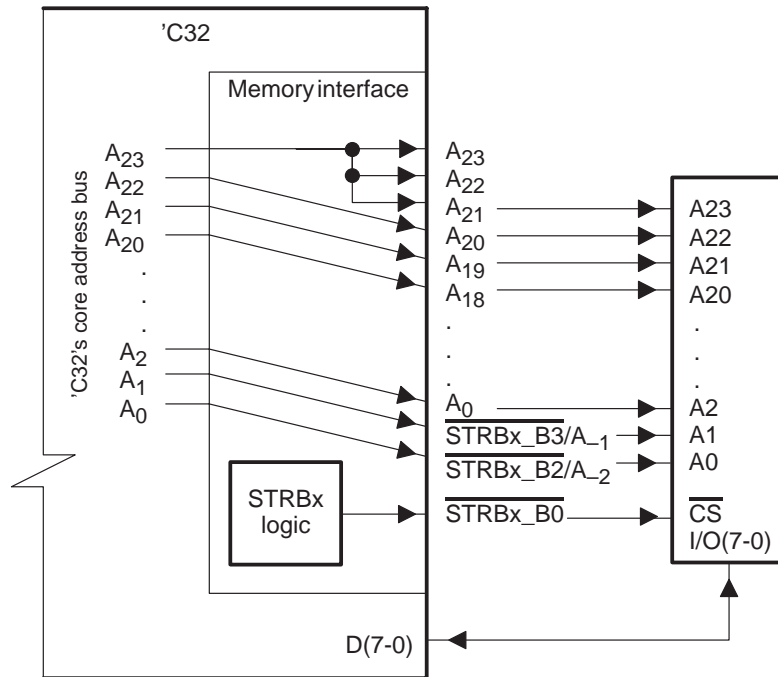 'C32
Memory interface
'C32's core address bus
A23
A22
A21
A20
.
.
.
A2
A1
A0
STRBx
logic
D(7-0)
A23
A22
A21
A20
A19
A18
.
.
.
A0
STRBx_B3/A–1
STRBx_B2/A–2
STRBx_B0
A23
A22
A21
A20
.
.
.
A2
A1
A0
CS
I/O(7-0)